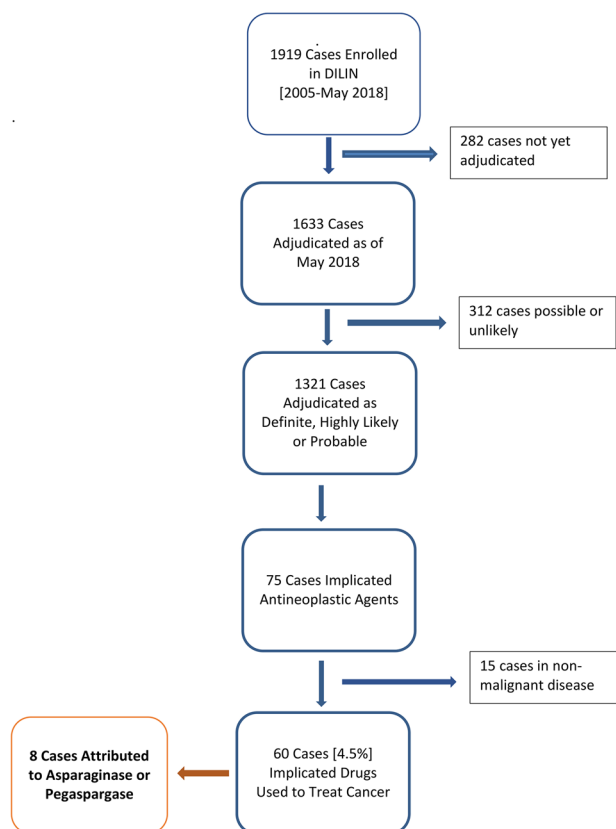 1919 Cases Enrolled
in DILIN
[2005-May 2018]
282 cases not yet
adjudicated
1633 Cases
Adjudicated as of
May 2018
312 cases possible or
unlikely
1321 Cases
Adjudicated as
Definite, Highly Likely
or Probable
75 Cases Implicated
Antineoplastic Agents
15 cases in non-
malignant disease
60 Cases [4.5%]
Implicated Drugs
Used to Treat Cancer
8 Cases Attributed
to Asparaginase or
Pegaspargase